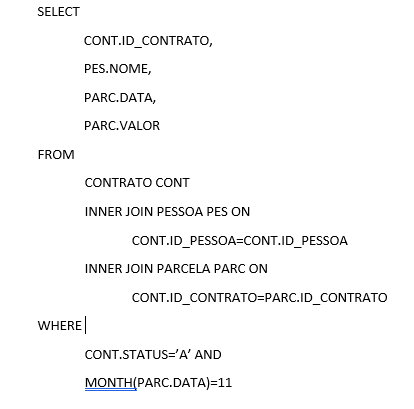 SELECT
CONT.ID_CONTRATO,
PES.NOME,
PARC.DATA,
PARC.VALOR
FROM
CONTRATO CONT
INNER JOIN PESSOA PES ON
CONT.ID_PESSOA=CONT.ID_PESSOA
INNER JOIN PARCELA PARC ON
CONT.ID_CONTRATO=PARC.ID_CONTRATO
WHERE
CONT.STATUS=’A’ AND
MONTH(PARC.DATA)=11